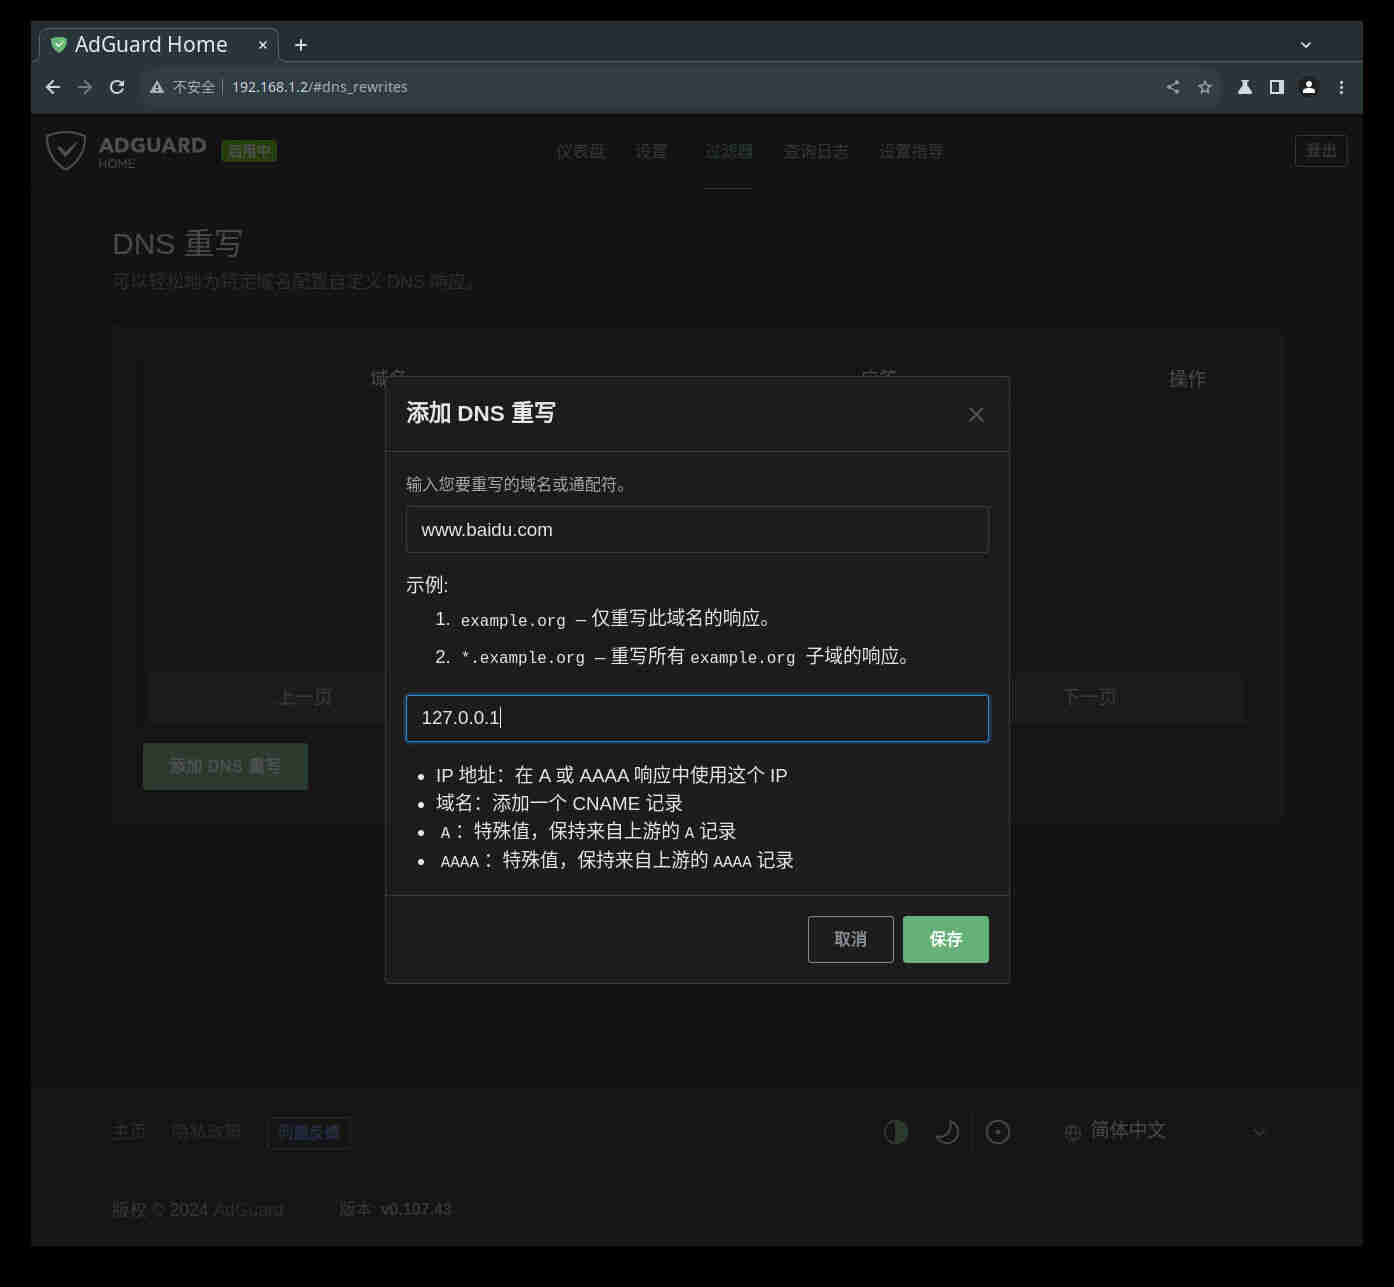 AdGuard Home
不安全 192.168.1.2/#dns_rewrites
ADGUARD
HOME
启用中
仪表盘 设置 过滤器 查询日志 设置指导
登出
DNS 重写
可以轻松地为特定域名配置自定义 DNS 响应。
域名 应答 操作
添加 DNS 重写
输入您要重写的域名或通配符。
www.baidu.com
示例:
1. example.org – 仅重写此域名的响应。
2. *.example.org – 重写所有 example.org 子域的响应。
上一页 下一页
127.0.0.1
添加 DNS 重写
IP 地址：在 A 或 AAAA 响应中使用这个 IP
域名：添加一个 CNAME 记录
A：特殊值，保持来自上游的 A 记录
AAAA：特殊值，保持来自上游的 AAAA 记录
取消 保存
主页 隐私政策 问题反馈 简体中文
版权 © 2024 AdGuard 版本: v0.107.43